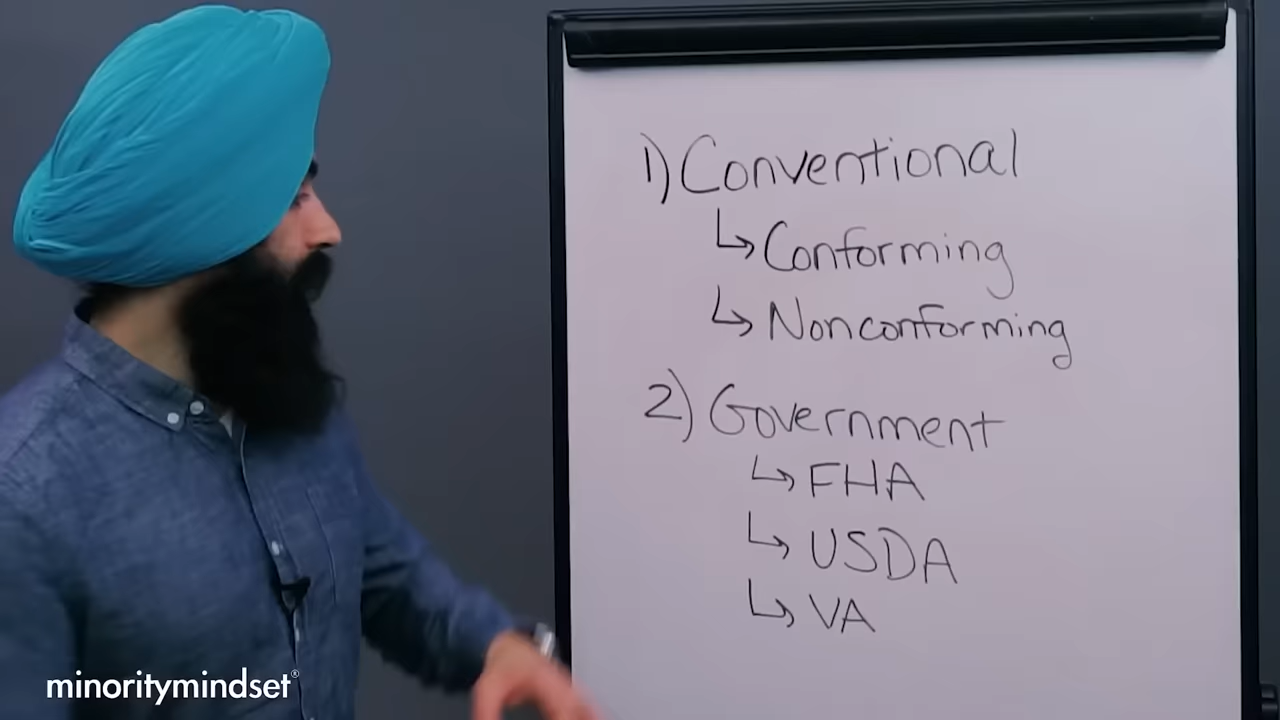 1) Conventional
↳ Conforming
↳ Nonconforming
2) Government
↳ FHA
↳ USDA
↳ VA
minoritymindset®